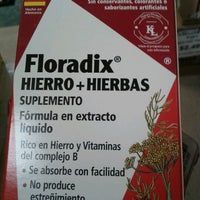 Sin conservantes, colorantes o
saborizantes artificiales
Floradix®
HIERRO + HIERBAS
SUPLEMENTO
Fórmula en extracto
líquido
Rico en Hierro y Vitaminas
del complejo B
• Se absorbe con facilidad
• No produce
estreñimiento